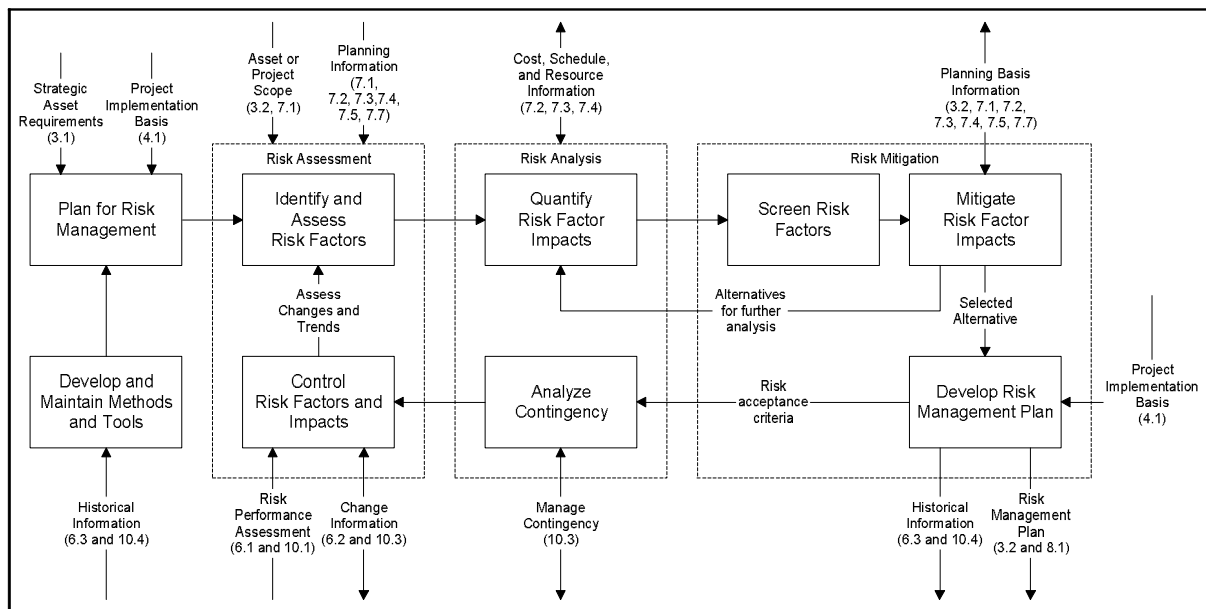 Strategic
Asset
Requirements
(3.1)
Project
Implementation
Basis
(4.1)
Asset or
Project
Scope
(3.2, 7.1)
Planning
Information
(7.1,
7.2, 7.3,7.4,
7.5, 7.7)
Cost, Schedule,
and Resource
Information
(7.2, 7.3, 7.4)
Planning Basis
Information
(3.2, 7.1, 7.2,
7.3, 7.4, 7.5, 7.7)
Risk Assessment
Risk Analysis
Risk Mitigation
Plan for Risk
Management
Identify and
Assess
Risk Factors
Quantify
Risk Factor
Impacts
Screen Risk
Factors
Mitigate
Risk Factor
Impacts
Assess
Changes and
Trends
Alternatives
for further
analysis
Selected
Alternative
Develop and
Maintain Methods
and Tools
Control
Risk Factors and
Impacts
Analyze
Contingency
Risk
acceptance
criteria
Develop Risk
Management Plan
Project
Implementation
Basis
(4.1)
Historical
Information
(6.3 and 10.4)
Risk
Performance
Assessment
(6.1 and 10.1)
Change
Information
(6.2 and 10.3)
Manage
Contingency
(10.3)
Historical
Information
(6.3 and 10.4)
Risk
Management
Plan
(3.2 and 8.1)